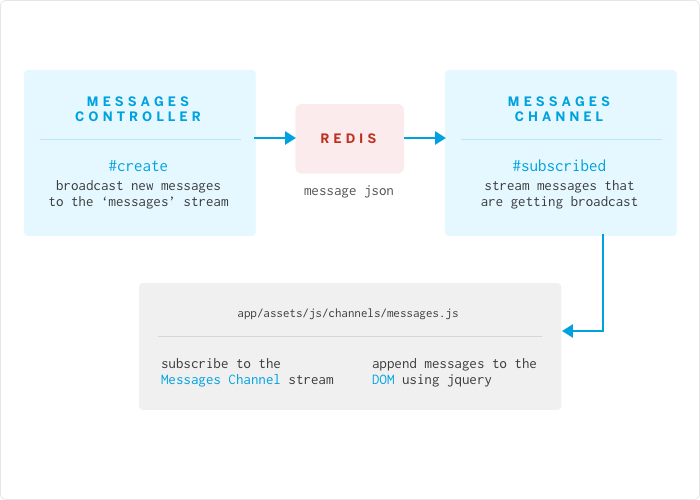 MESSAGES
CONTROLLER
#create
broadcast new messages
to the ‘messages’ stream
REDIS
message json
MESSAGES
CHANNEL
#subscribed
stream messages that
are getting broadcast
app/assets/js/channels/messages.js
subscribe to the
Messages Channel stream
append messages to the
DOM using jquery